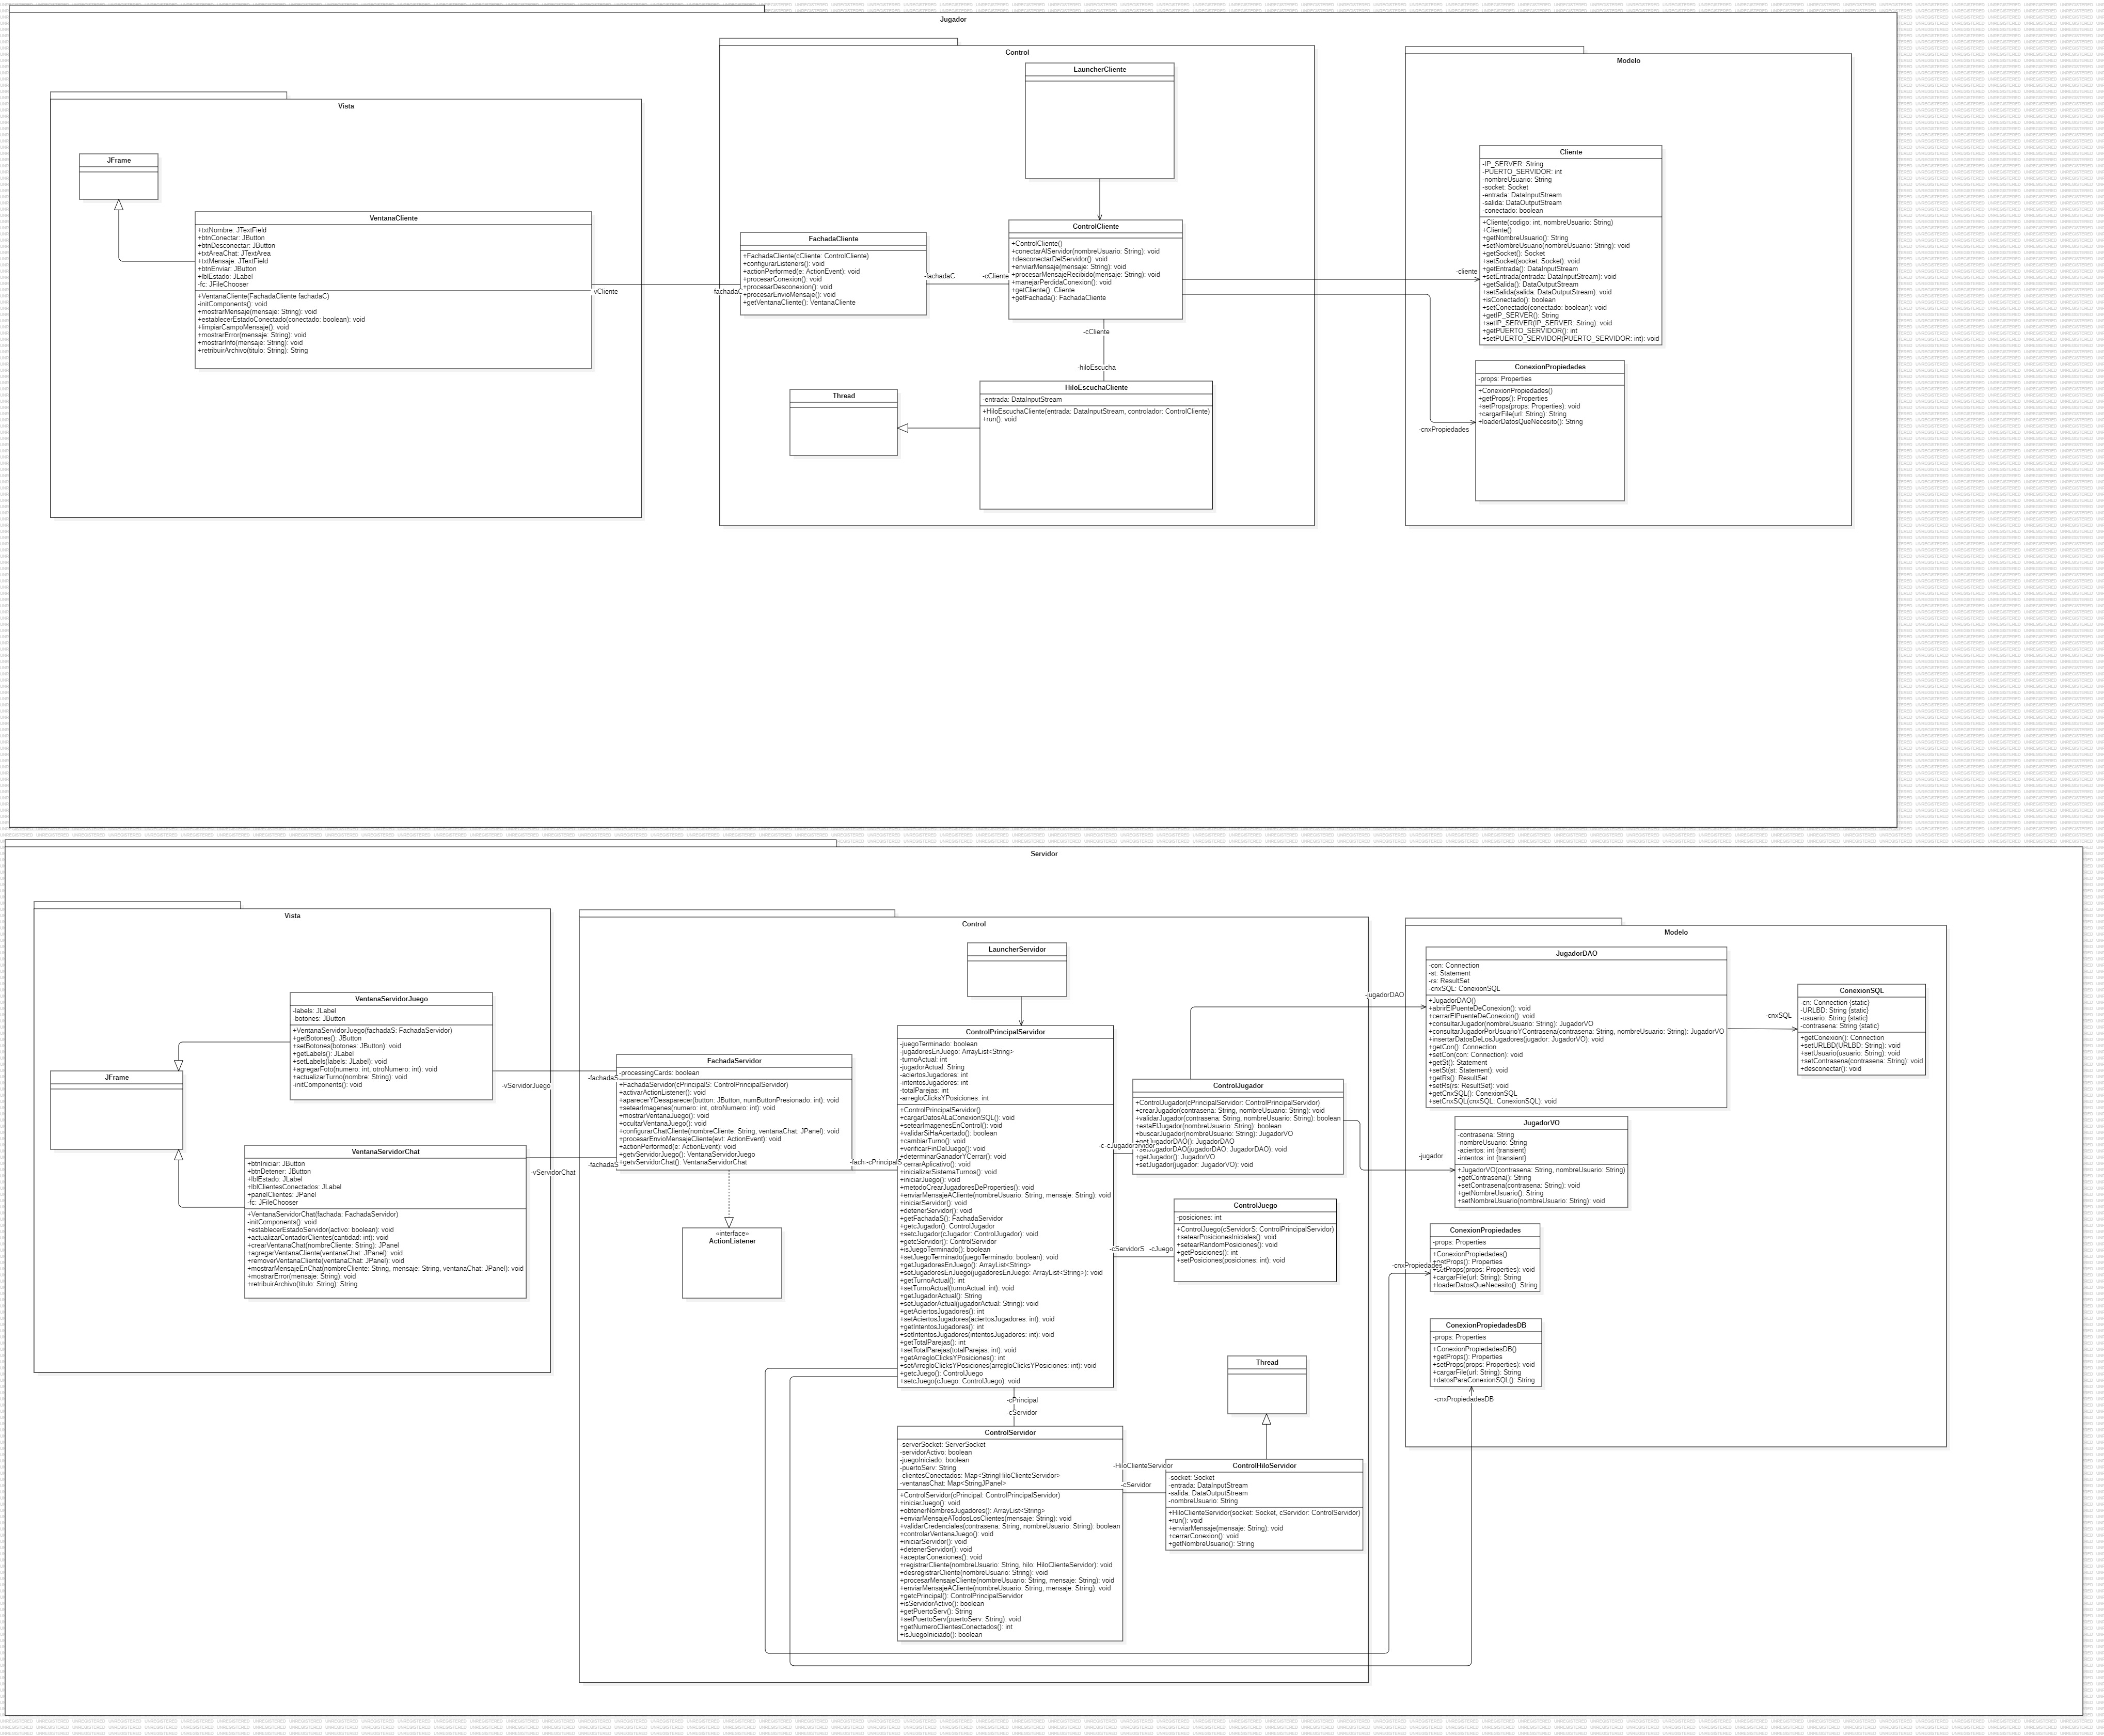 Jugador
Vista
JFrame
VentanaCliente
+txtNombre: JTextField
+btnConectar: JButton
+btnDesconectar: JButton
+txtAreaChat: JTextArea
+txtMensaje: JTextField
+btnEnviar: JButton
+lblEstado: JLabel
-fc: JFileChooser
+VentanaCliente(FachadaCliente fachadaC)
-initComponents(): void
+mostrarMensaje(mensaje: String): void
+establecerEstadoConectado(conectado: boolean): void
+limpiarCampoMensaje(): void
+mostrarError(mensaje: String): void
+mostrarInfo(mensaje: String): void
+retribuirArchivo(titulo: String): String
-vCliente
-fachadaC
Control
LauncherCliente
FachadaCliente
+FachadaCliente(cCliente: ControlCliente)
+configurarListeners(): void
+actionPerformed(e: ActionEvent): void
+procesarConexion(): void
+procesarDesconexion(): void
+procesarEnvioMensaje(): void
+getVentanaCliente(): VentanaCliente
-fachadaC
-cCliente
ControlCliente
+ControlCliente()
+conectarAlServidor(nombreUsuario: String): void
+desconectarDelServidor(): void
+enviarMensaje(mensaje: String): void
+procesarMensajeRecibido(mensaje: String): void
+manejarPerdidaConexion(): void
+getCliente(): Cliente
+getFachada(): FachadaCliente
-cCliente
-hiloEscucha
Thread
HiloEscuchaCliente
-entrada: DataInputStream
+HiloEscuchaCliente(entrada: DataInputStream, controlador: ControlCliente)
+run(): void
Modelo
-cliente
Cliente
-IP_SERVER: String
-PUERTO_SERVIDOR: int
-nombreUsuario: String
-socket: Socket
-entrada: DataInputStream
-salida: DataOutputStream
-conectado: boolean
+Cliente(codigo: int, nombreUsuario: String)
+Cliente()
+getNombreUsuario(): String
+setNombreUsuario(nombreUsuario: String): void
+getSocket(): Socket
+setSocket(socket: Socket): void
+getEntrada(): DataInputStream
+setEntrada(entrada: DataInputStream): void
+getSalida(): DataOutputStream
+setSalida(salida: DataOutputStream): void
+isConectado(): boolean
+setConectado(conectado: boolean): void
+getIP_SERVER(): String
+setIP_SERVER(IP_SERVER: String): void
+getPUERTO_SERVIDOR(): int
+setPUERTO_SERVIDOR(PUERTO_SERVIDOR: int): void
-cnxPropiedades
ConexionPropiedades
-props: Properties
+ConexionPropiedades()
+getProps(): Properties
+setProps(props: Properties): void
+cargarFile(url: String): String
+loaderDatosQueNecesito(): String
Servidor
Vista
JFrame
VentanaServidorJuego
-labels: JLabel
-botones: JButton
+VentanaServidorJuego(fachadaS: FachadaServidor)
+getBotones(): JButton
+setBotones(botones: JButton): void
+getLabels(): JLabel
+setLabels(labels: JLabel): void
+agregarFoto(numero: int, otroNumero: int): void
+actualizarTurno(nombre: String): void
-initComponents(): void
VentanaServidorChat
+btnIniciar: JButton
+btnDetener: JButton
+lblEstado: JLabel
+lblClientesConectados: JLabel
+panelClientes: JPanel
-fc: JFileChooser
+VentanaServidorChat(fachada: FachadaServidor)
-initComponents(): void
+establecerEstadoServidor(activo: boolean): void
+actualizarContadorClientes(cantidad: int): void
+crearVentanaChat(nombreCliente: String): JPanel
+agregarVentanaCliente(ventanaChat: JPanel): void
+removerVentanaCliente(ventanaChat: JPanel): void
+mostrarMensajeEnChat(nombreCliente: String, mensaje: String, ventanaChat: JPanel): void
+mostrarError(mensaje: String): void
+retribuirArchivo(titulo: String): String
-vServidorJuego
-fachadaS
-vServidorChat
-fachadaS
Control
LauncherServidor
FachadaServidor
-processingCards: boolean
+FachadaServidor(cPrincipalS: ControlPrincipalServidor)
+activarActionListener(): void
+aparecerYDesaparecer(button: JButton, numButtonPresionado: int): void
+setearImagenes(numero: int, otroNumero: int): void
+mostrarVentanaJuego(): void
+ocultarVentanaJuego(): void
+configurarChatCliente(nombreCliente: String, ventanaChat: JPanel): void
+procesarEnvioMensajeCliente(evt: ActionEvent): void
+actionPerformed(e: ActionEvent): void
+getvServidorJuego(): VentanaServidorJuego
+getvServidorChat(): VentanaServidorChat
«interface»
ActionListener
-cPrincipalS
ControlPrincipalServidor
-juegoTerminado: boolean
-jugadoresEnJuego: ArrayList<String>
-turnoActual: int
-jugadorActual: String
-aciertosJugadores: int
-intentosJugadores: int
-totalParejas: int
-arregloClicksYPosiciones: int
+ControlPrincipalServidor()
+cargarDatosALaConexionSQL(): void
+setearImagenesEnControl(): void
+validarSiHaAcertado(): boolean
+cambiarTurno(): void
+verificarFinDelJuego(): void
+determinarGanadorYCerrar(): void
+cerrarAplicativo(): void
+inicializarSistemaTurnos(): void
+iniciarJuego(): void
+metodoCrearJugadoresDeProperties(): void
+enviarMensajeACliente(nombreUsuario: String, mensaje: String): void
+iniciarServidor(): void
+detenerServidor(): void
+getFachadaS(): FachadaServidor
+getcJugador(): ControlJugador
+setcJugador(cJugador: ControlJugador): void
+getcServidor(): ControlServidor
+isJuegoTerminado(): boolean
+setJuegoTerminado(juegoTerminado: boolean): void
+getJugadoresEnJuego(): ArrayList<String>
+setJugadoresEnJuego(jugadoresEnJuego: ArrayList<String>): void
+getTurnoActual(): int
+setTurnoActual(turnoActual: int): void
+getJugadorActual(): String
+setJugadorActual(jugadorActual: String): void
+getAciertosJugadores(): int
+setAciertosJugadores(aciertosJugadores: int): void
+getIntentosJugadores(): int
+setIntentosJugadores(intentosJugadores: int): void
+getTotalParejas(): int
+setTotalParejas(totalParejas: int): void
+getArregloClicksYPosiciones(): int
+setArregloClicksYPosiciones(arregloClicksYPosiciones: int): void
+getcJuego(): ControlJuego
+setcJuego(cJuego: ControlJuego): void
-cPrincipal
-cServidor
ControlServidor
-serverSocket: ServerSocket
-servidorActivo: boolean
-juegoIniciado: boolean
-puertoServ: String
-clientesConectados: Map<StringHiloClienteServidor>
-ventanasChat: Map<StringJPanel>
+ControlServidor(cPrincipal: ControlPrincipalServidor)
+iniciarJuego(): void
+obtenerNombresJugadores(): ArrayList<String>
+enviarMensajeATodosLosClientes(mensaje: String): void
+validarCredenciales(contrasena: String, nombreUsuario: String): boolean
+controlarVentanaJuego(): void
+iniciarServidor(): void
+detenerServidor(): void
+aceptarConexiones(): void
+registrarCliente(nombreUsuario: String, hilo: HiloClienteServidor): void
+desregistrarCliente(nombreUsuario: String): void
+procesarMensajeCliente(nombreUsuario: String, mensaje: String): void
+enviarMensajeACliente(nombreUsuario: String, mensaje: String): void
+getcPrincipal(): ControlPrincipalServidor
+isServidorActivo(): boolean
+getPuertoServ(): String
+setPuertoServ(puertoServ: String): void
+getNumeroClientesConectados(): int
+isJuegoIniciado(): boolean
ControlJugador
+ControlJugador(cPrincipalServidor: ControlPrincipalServidor)
+crearJugador(contrasena: String, nombreUsuario: String): void
+validarJugador(contrasena: String, nombreUsuario: String): boolean
+estaElJugador(nombreUsuario: String): boolean
+buscarJugador(nombreUsuario: String): JugadorVO
+getJugadorDAO(): JugadorDAO
+setJugadorDAO(jugadorDAO: JugadorDAO): void
+getJugador(): JugadorVO
+setJugador(jugador: JugadorVO): void
ControlJuego
-posiciones: int
+ControlJuego(cServidorS: ControlPrincipalServidor)
+setearPosicionesIniciales(): void
+setearRandomPosiciones(): void
+getPosiciones(): int
+setPosiciones(posiciones: int): void
-cServidorS
-cJuego
Thread
-HiloClienteServidor
-cServidor
ControlHiloServidor
-socket: Socket
-entrada: DataInputStream
-salida: DataOutputStream
-nombreUsuario: String
+HiloClienteServidor(socket: Socket, cServidor: ControlServidor)
+run(): void
+enviarMensaje(mensaje: String): void
+cerrarConexion(): void
+getNombreUsuario(): String
Modelo
-jugadorDAO
JugadorDAO
-con: Connection
-st: Statement
-rs: ResultSet
-cnxSQL: ConexionSQL
+JugadorDAO()
+abrirElPuenteDeConexion(): void
+cerrarElPuenteDeConexion(): void
+consultarJugador(nombreUsuario: String): JugadorVO
+consultarJugadorPorUsuarioYContrasena(contrasena: String, nombreUsuario: String): JugadorVO
+insertarDatosDeLosJugadores(jugador: JugadorVO): void
+getCon(): Connection
+setCon(con: Connection): void
+getSt(): Statement
+setSt(st: Statement): void
+getRs(): ResultSet
+setRs(rs: ResultSet): void
+getCnxSQL(): ConexionSQL
+setCnxSQL(cnxSQL: ConexionSQL): void
-cnxSQL
ConexionSQL
-cn: Connection {static}
-URLBD: String {static}
-usuario: String {static}
-contrasena: String {static}
+getConexion(): Connection
+setURLBD(URLBD: String): void
+setUsuario(usuario: String): void
+setContrasena(contrasena: String): void
+desconectar(): void
-jugador
JugadorVO
-contrasena: String
-nombreUsuario: String
-aciertos: int {transient}
-intentos: int {transient}
+JugadorVO(contrasena: String, nombreUsuario: String)
+getContrasena(): String
+setContrasena(contrasena: String): void
+getNombreUsuario(): String
+setNombreUsuario(nombreUsuario: String): void
-cnxPropiedades
ConexionPropiedades
-props: Properties
+ConexionPropiedades()
+getProps(): Properties
+setProps(props: Properties): void
+cargarFile(url: String): String
+loaderDatosQueNecesito(): String
ConexionPropiedadesDB
-props: Properties
+ConexionPropiedadesDB()
+getProps(): Properties
+setProps(props: Properties): void
+cargarFile(url: String): String
+datosParaConexionSQL(): String
-cnxPropiedadesDB
UNREGISTERED